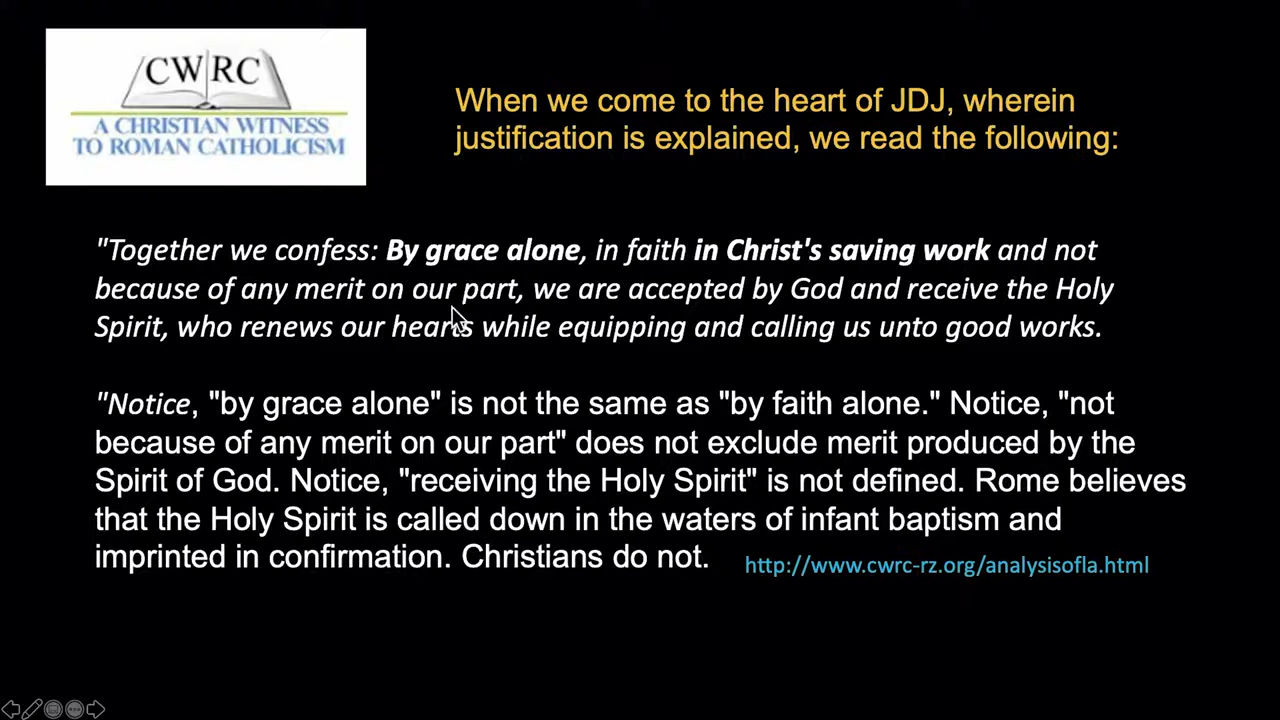 CWRC
A CHRISTIAN WITNESS
TO ROMAN CATHOLICISM
When we come to the heart of JDJ, wherein
justification is explained, we read the following:
"Together we confess: By grace alone, in faith in Christ's saving work and not
because of any merit on our part, we are accepted by God and receive the Holy
Spirit, who renews our hearts while equipping and calling us unto good works.
"Notice, "by grace alone" is not the same as "by faith alone." Notice, "not
because of any merit on our part" does not exclude merit produced by the
Spirit of God. Notice, "receiving the Holy Spirit" is not defined. Rome believes
that the Holy Spirit is called down in the waters of infant baptism and
imprinted in confirmation. Christians do not.
http://www.cwrc-rz.org/analysisofla.html